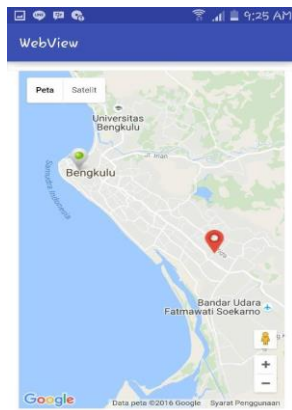 9:25 AM
WebView
Peta Satelit
Universitas
Bengkulu
Bengkulu
Samudra Indonesia
Bandar Udara
Fatmawati Soekarno
Google
Data peta ©2016 Google Syarat Penggunaan